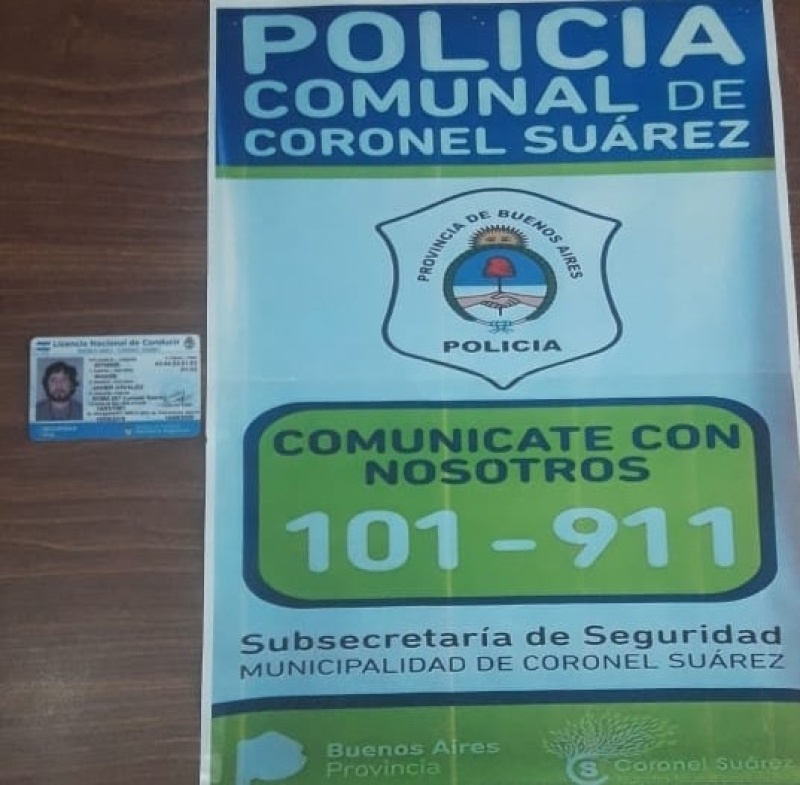 POLICIA
COMUNAL DE
CORONEL SUÁREZ
PROVINCIA DE BUENOS AIRES
POLICIA
COMUNICATE CON
NOSOTROS
101 - 911
Subsecretaría de Seguridad
MUNICIPALIDAD DE CORONEL SUÁREZ
Buenos Aires
Provincia
Coronel Suárez
Licencia Nacional de Conducir